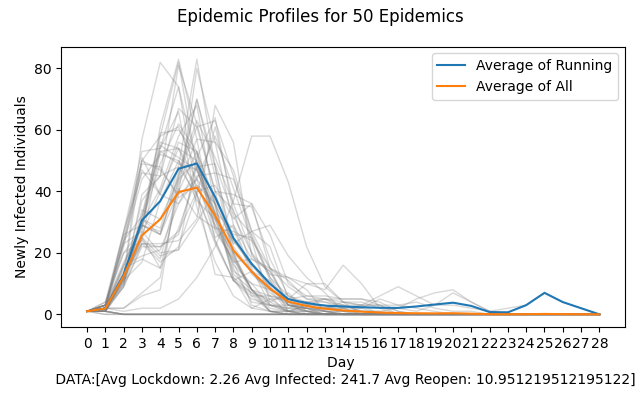 Epidemic Profiles for 50 Epidemics
Average of Running
Average of All
80
60
40
20
0
Newly Infected Individuals
0 1 2 3 4 5 6 7 8 9 10 11 12 13 14 15 16 17 18 19 20 21 22 23 24 25 26 27 28
Day
DATA:[Avg Lockdown: 2.26 Avg Infected: 241.7 Avg Reopen: 10.951219512195122]